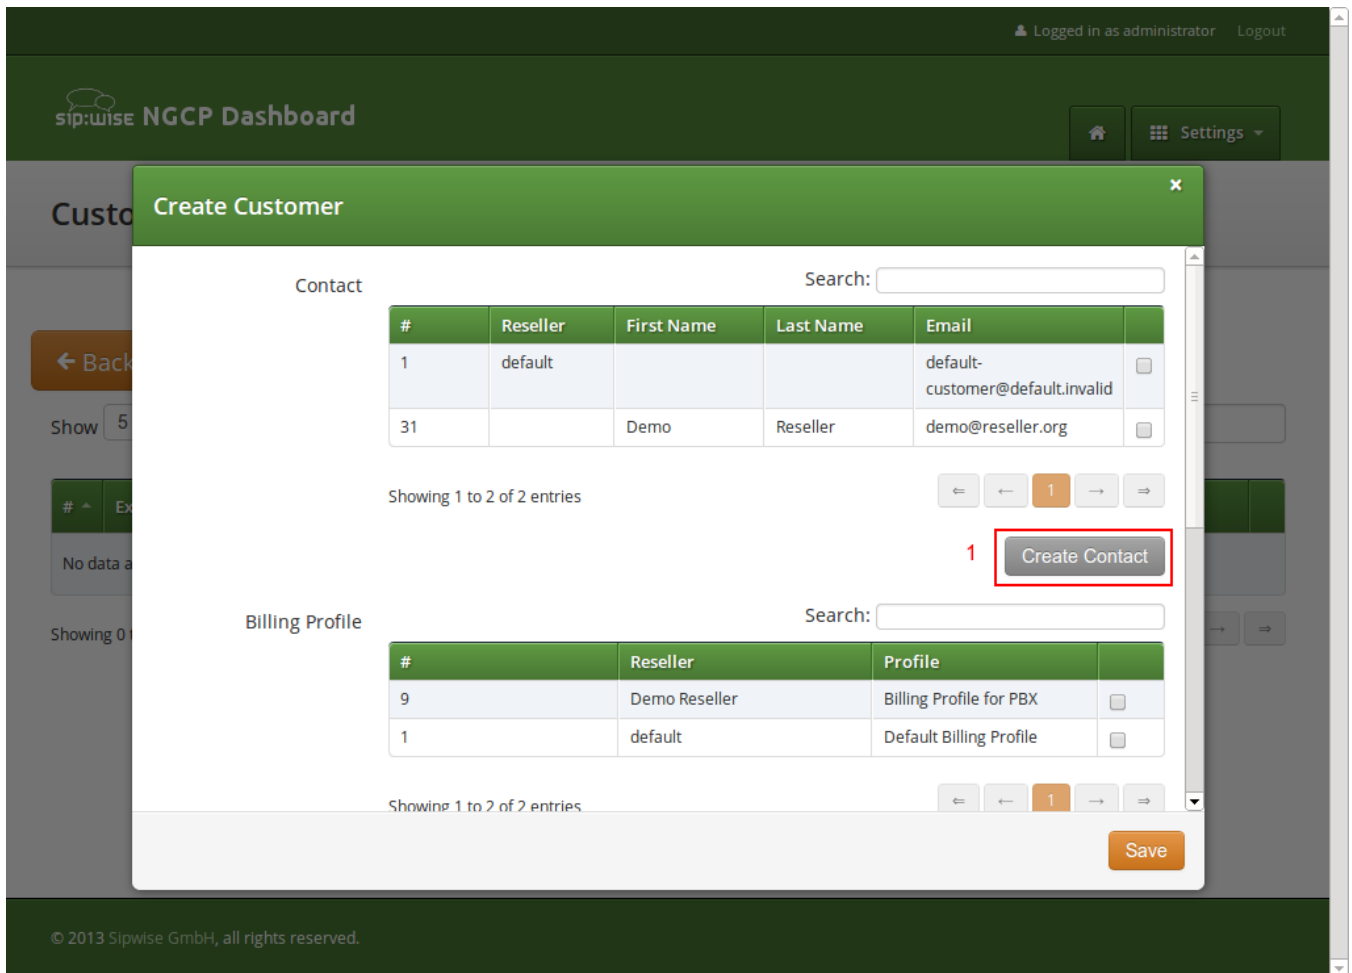 Logged in as administrator Logout
sip:wise NGCP Dashboard
Settings
Custo
Create Customer
×
Contact
Search:
# Reseller First Name Last Name Email
1 default default-
customer@default.invalid
31 Demo Reseller demo@reseller.org
Showing 1 to 2 of 2 entries
⇐ ← 1 → ⇒
1 Create Contact
Billing Profile
Search:
# Reseller Profile
9 Demo Reseller Billing Profile for PBX
1 default Default Billing Profile
Showing 1 to 2 of 2 entries
⇐ ← 1 → ⇒
Save
← Back
Show 5
# Ex
No data a
Showing 0 t
→ ⇒
© 2013 Sipwise GmbH, all rights reserved.